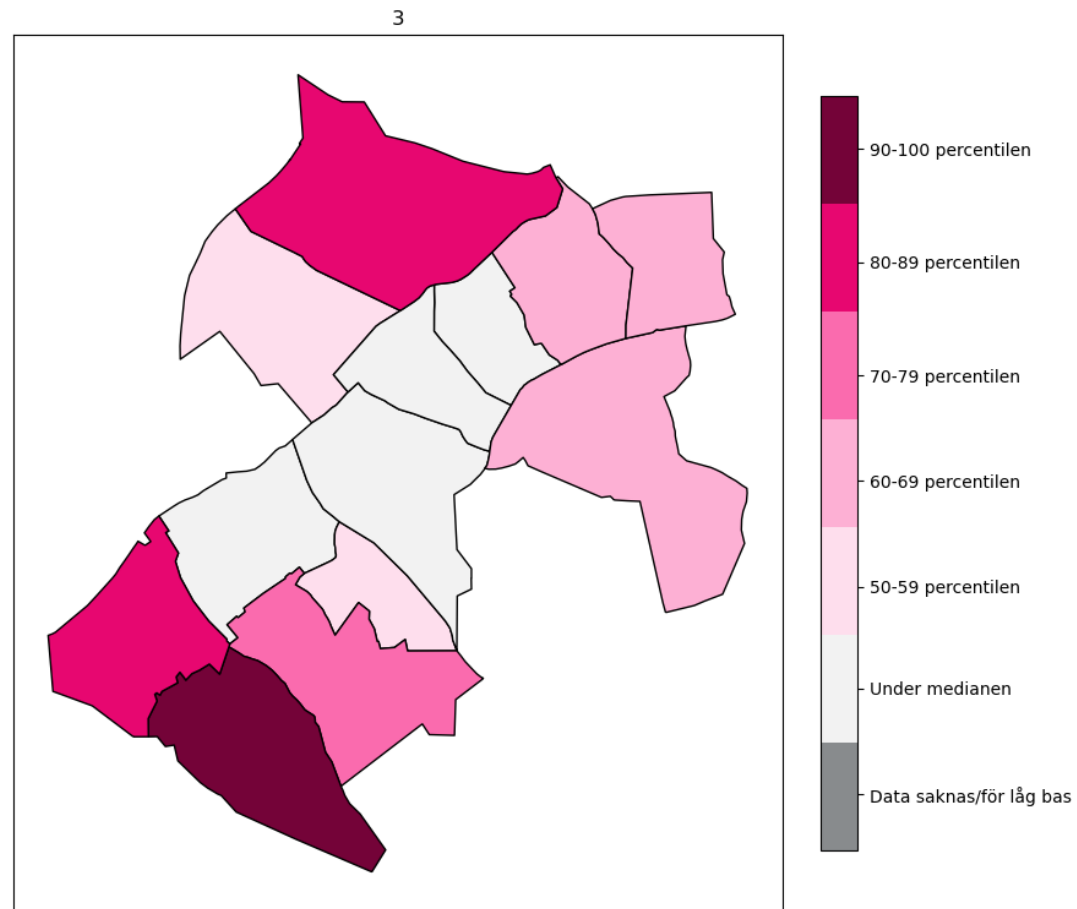 3
90-100 percentilen
80-89 percentilen
70-79 percentilen
60-69 percentilen
50-59 percentilen
Under medianen
Data saknas/för låg bas